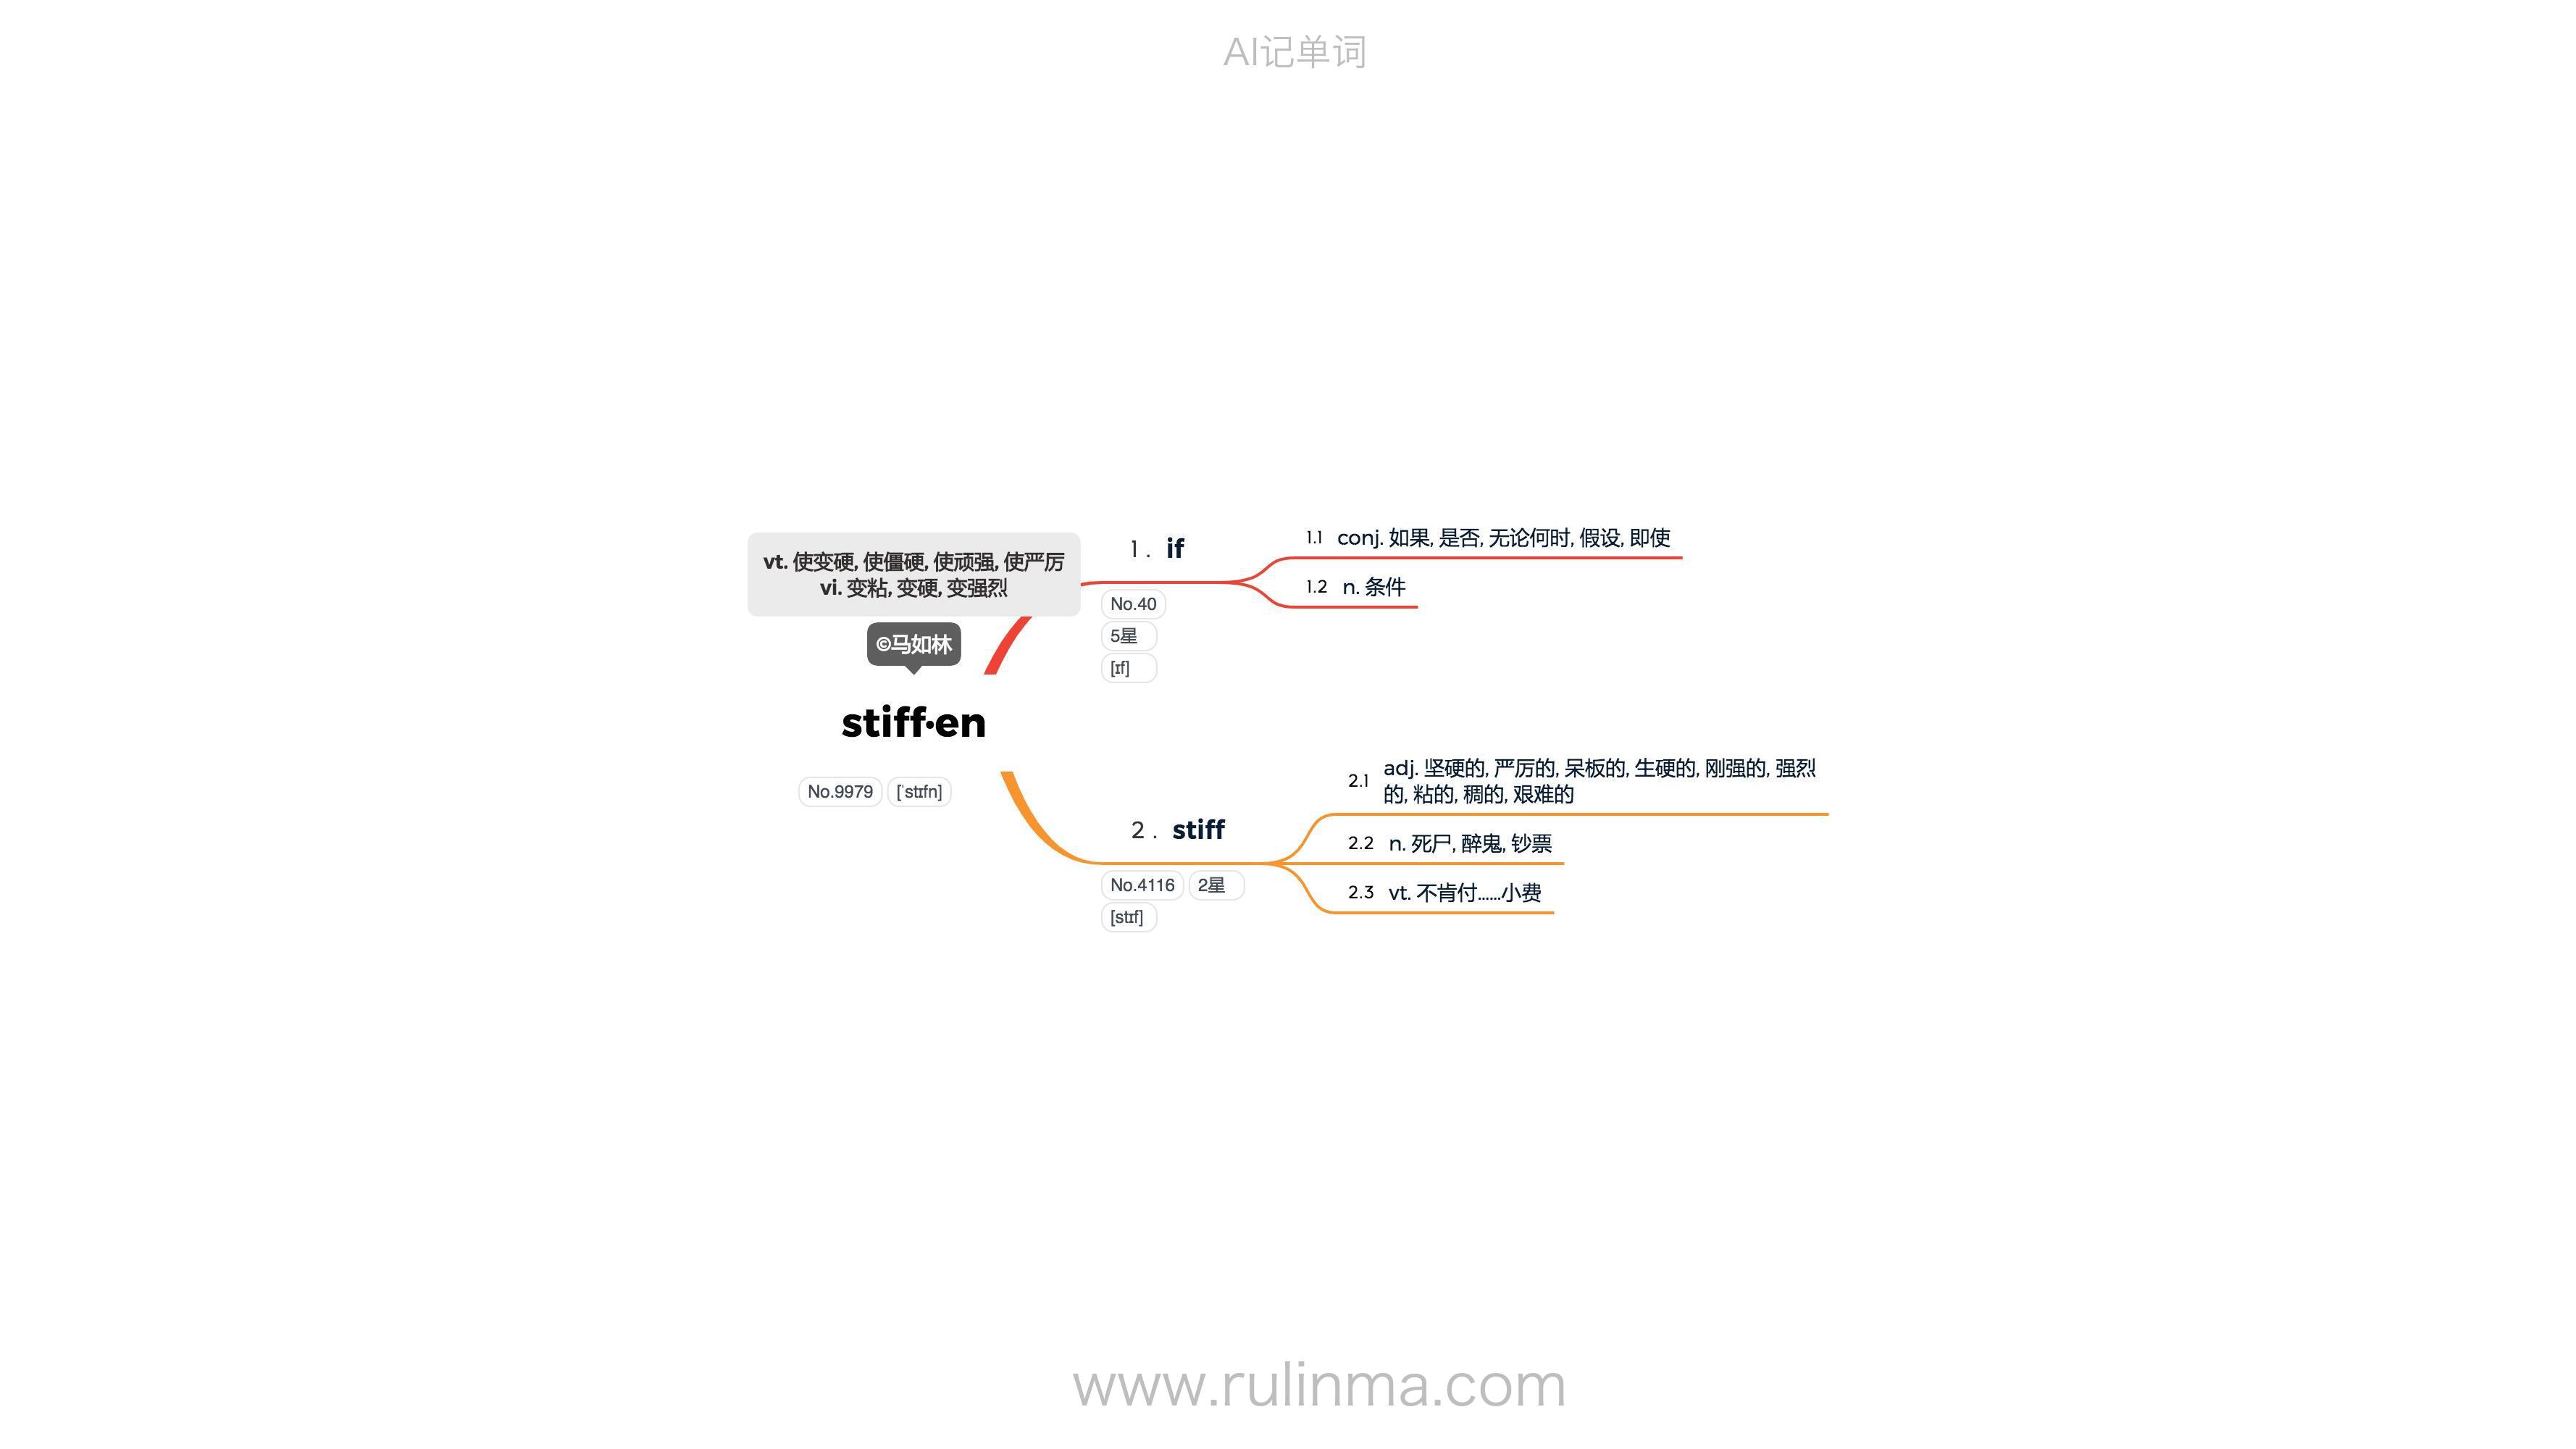 AI记单词
vt. 使变硬, 使僵硬, 使顽强, 使严厉
vi. 变粘, 变硬, 变强烈
©马如林
stiff·en
No.9979 [ˈstɪfn]
1. if
No.40
5星
[ɪf]
1.1 conj. 如果, 是否, 无论何时, 假设, 即使
1.2 n. 条件
2. stiff
No.4116 2星
[stɪf]
2.1 adj. 坚硬的, 严厉的, 呆板的, 生硬的, 刚强的, 强烈
的, 粘的, 稠的, 艰难的
2.2 n. 死尸, 醉鬼, 钞票
2.3 vt. 不肯付……小费
www.rulinma.com